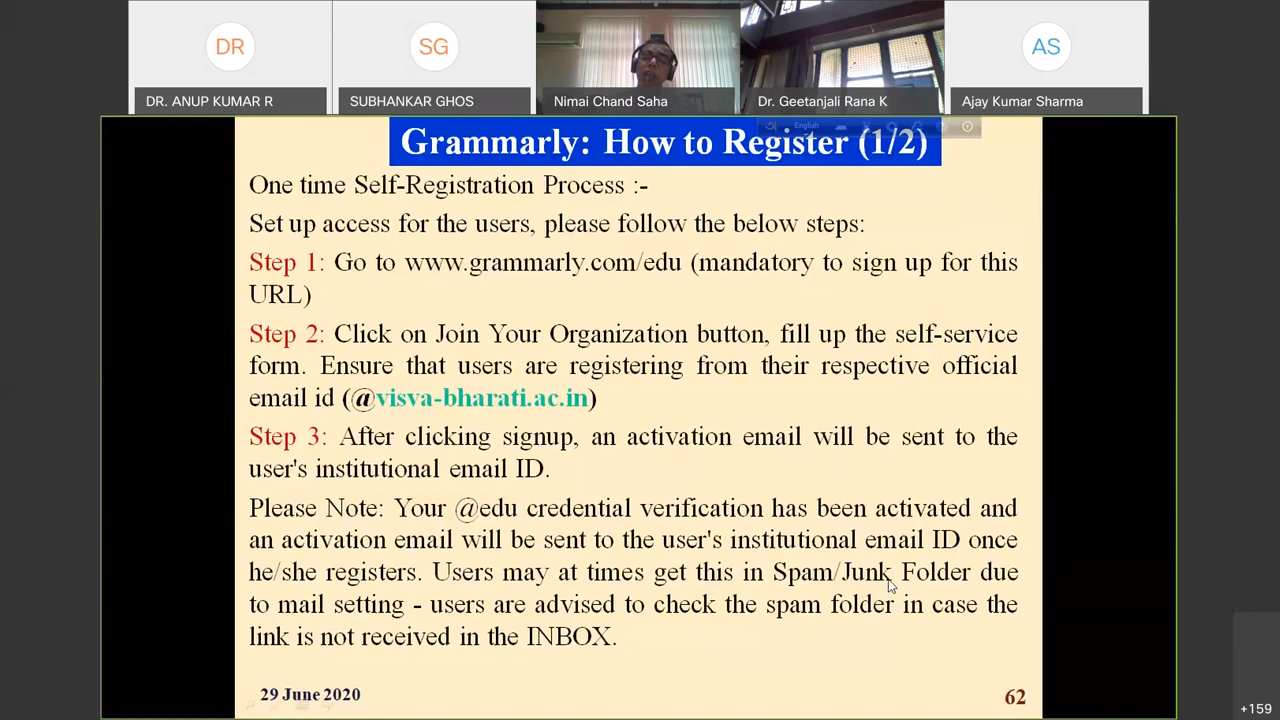 DR
SG
AS
DR. ANUP KUMAR R
SUBHANKAR GHOS
Nimai Chand Saha
Dr. Geetanjali Rana K
Ajay Kumar Sharma
English
Grammarly: How to Register (1/2)
One time Self-Registration Process :-
Set up access for the users, please follow the below steps:
Step 1: Go to www.grammarly.com/edu (mandatory to sign up for this
URL)
Step 2: Click on Join Your Organization button, fill up the self-service
form. Ensure that users are registering from their respective official
email id (@visva-bharati.ac.in)
Step 3: After clicking signup, an activation email will be sent to the
user's institutional email ID.
Please Note: Your @edu credential verification has been activated and
an activation email will be sent to the user's institutional email ID once
he/she registers. Users may at times get this in Spam/Junk Folder due
to mail setting - users are advised to check the spam folder in case the
link is not received in the INBOX.
29 June 2020
62
+159